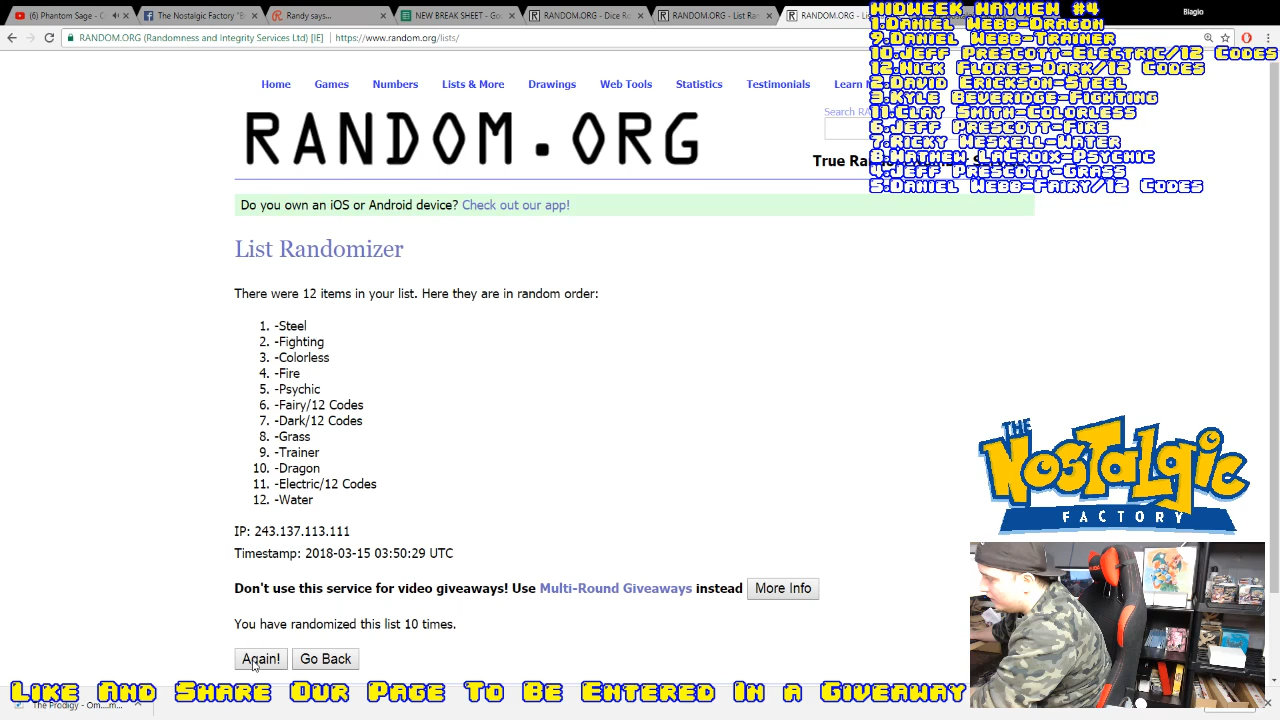 (6) Phantom Sage - C
The Nostalgic Factory "B
Randy says...
NEW BREAK SHEET - Go
RANDOM.ORG - Dice Ro
RANDOM.ORG - List Ran
RANDOM.ORG - Li
Biagio
RANDOM.ORG (Randomness and Integrity Services Ltd) [IE]
https://www.random.org/lists/
MIDWEEK MAYHEM #4
1.Daniel Webb-Dragon
9.Daniel Webb-Trainer
10.Jeff Prescott-Electric/12 Codes
12.Nick Flores-Dark/12 Codes
2.David Erickson-Steel
3.Kyle Beveridge-Fighting
11.Clay Smith-Colorless
6.Jeff Prescott-Fire
7.Ricky Weskell-Water
8.Mathew LaCroix-Psychic
4.Jeff Prescott-Grass
5.Daniel Webb-Fairy/12 Codes
Home Games Numbers Lists & More Drawings Web Tools Statistics Testimonials Learn
Search RA
RANDOM.ORG
True Ra
Do you own an iOS or Android device? Check out our app!
List Randomizer
There were 12 items in your list. Here they are in random order:
1. -Steel
2. -Fighting
3. -Colorless
4. -Fire
5. -Psychic
6. -Fairy/12 Codes
7. -Dark/12 Codes
8. -Grass
9. -Trainer
10. -Dragon
11. -Electric/12 Codes
12. -Water
IP: 243.137.113.111
Timestamp: 2018-03-15 03:50:29 UTC
Don't use this service for video giveaways! Use Multi-Round Giveaways instead More Info
You have randomized this list 10 times.
Again! Go Back
THE
NOSTALGIC
FACTORY
Like And Share Our Page To Be Entered In a Giveaway
The Prodigy - Om....m...